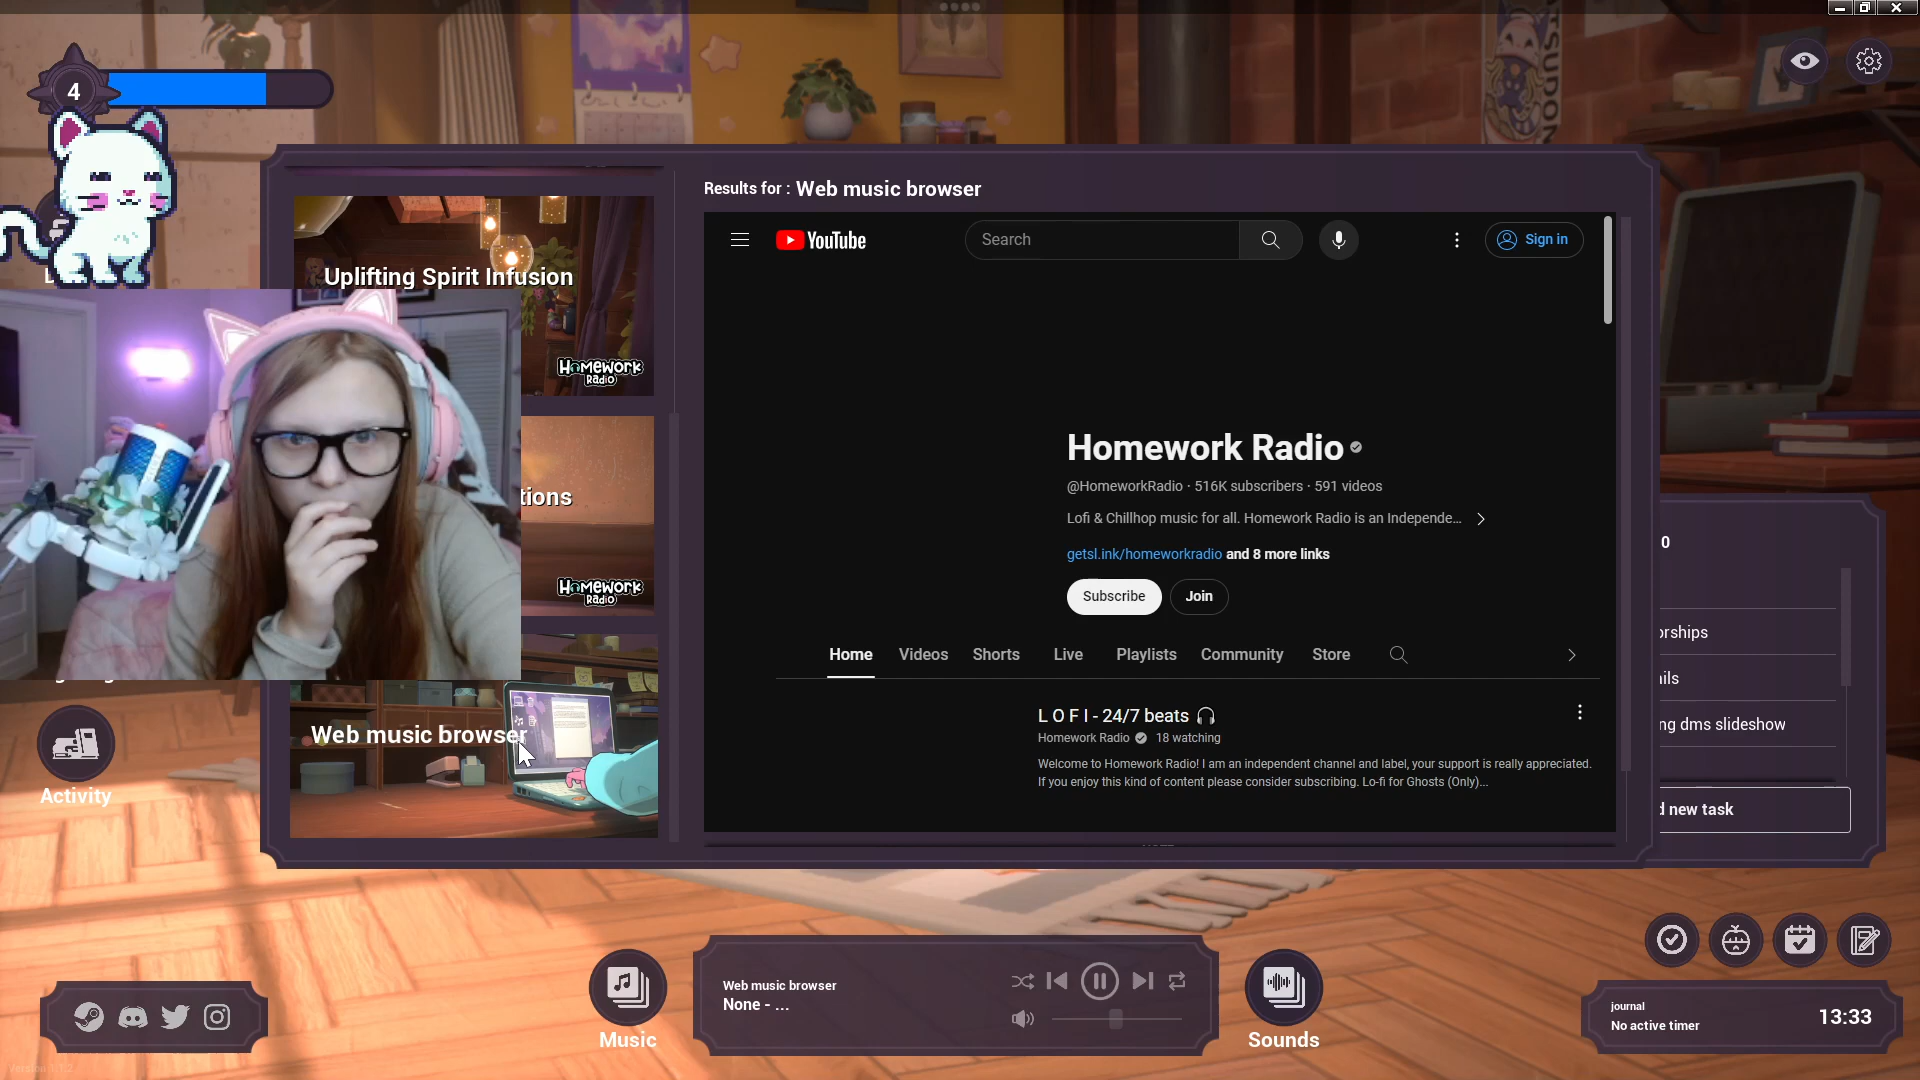 4
TSUGON
Results for : Web music browser
YouTube
Search
Sign in
Uplifting Spirit Infusion
HOMEWORK
Radio
Homework Radio
@HomeworkRadio · 516K subscribers · 591 videos
Lofi & Chillhop music for all. Homework Radio is an Independe...
getsl.ink/homeworkradio and 8 more links
Subscribe
Join
tions
HOMEWORK
Radio
Home
Videos
Shorts
Live
Playlists
Community
Store
L O F I - 24/7 beats
Homework Radio
18 watching
Welcome to Homework Radio! I am an independent channel and label, your support is really appreciated.
If you enjoy this kind of content please consider subscribing. Lo-fi for Ghosts (Only)...
Web music browser
Activity
0
orships
ails
ng dms slideshow
d new task
Music
Web music browser
None - ...
Sounds
journal
No active timer
13:33